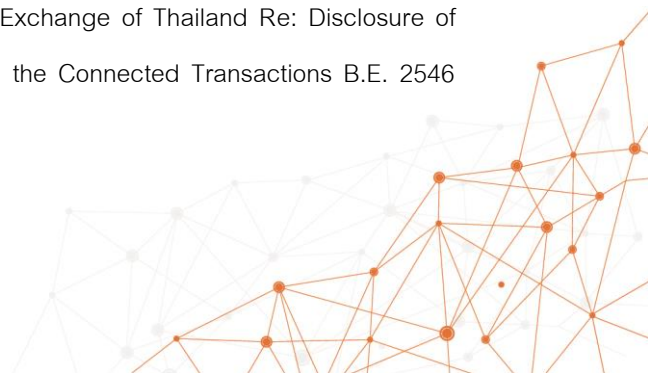 Exchange of Thailand Re: Disclosure of
the Connected Transactions B.E. 2546